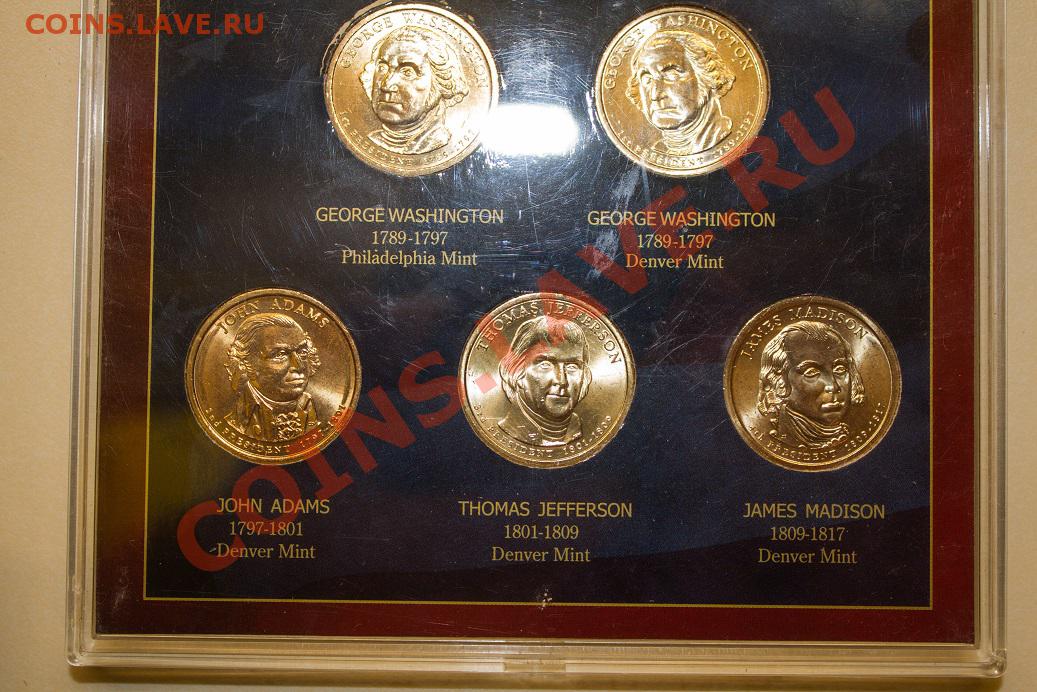 COINS.LAVE.RU
GEORGE WASHINGTON
GEORGE WASHINGTON
GEORGE WASHINGTON
1789-1797
Philadelphia Mint
GEORGE WASHINGTON
1789-1797
Denver Mint
COINS.LAVE.RU
JOHN ADAMS
THOMAS JEFFERSON
JAMES MADISON
JOHN ADAMS
1797-1801
Denver Mint
THOMAS JEFFERSON
1801-1809
Denver Mint
JAMES MADISON
1809-1817
Denver Mint